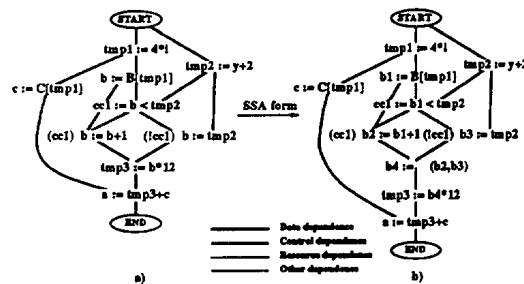 START
tmp1 := 4*i
tmp2 := y+2
c := C[tmp1]
b := B[tmp1]
cc1 := b < tmp2
(cc1) b := b+1
(!cc1) b := tmp2
tmp3 := b*12
a := tmp3+c
END
a)
SSA form
START
tmp1 := 4*i
tmp2 := y+2
c := C[tmp1]
b1 := B[tmp1]
cc1 := b1 < tmp2
(cc1) b2 := b1+1
(!cc1) b3 := tmp2
b4 := (b2,b3)
tmp3 := b4*12
a := tmp3+c
END
b)
Data dependence
Control dependence
Resource dependence
Other dependence